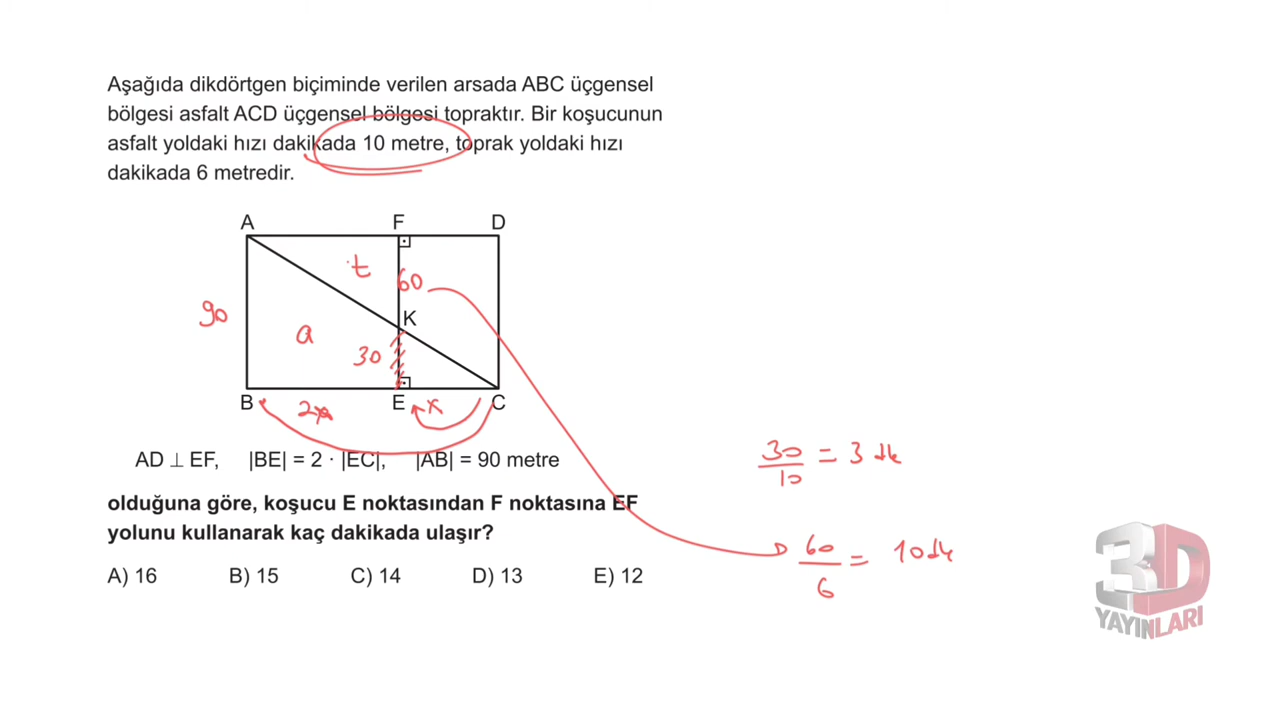 Aşağıda dikdörtgen biçiminde verilen arsada ABC üçgensel
bölgesi asfalt ACD üçgensel bölgesi topraktır. Bir koşucunun
asfalt yoldaki hızı dakikada 10 metre, toprak yoldaki hızı
dakikada 6 metredir.
A F D
t 60
90 K
a
30
B E C
2x x
AD ⊥ EF, |BE| = 2 · |EC|, |AB| = 90 metre
30/10 = 3 dk
olduğuna göre, koşucu E noktasından F noktasına EF
yolunu kullanarak kaç dakikada ulaşır?
60/6 = 10 dk
A) 16 B) 15 C) 14 D) 13 E) 12
3D
YAYINLARI